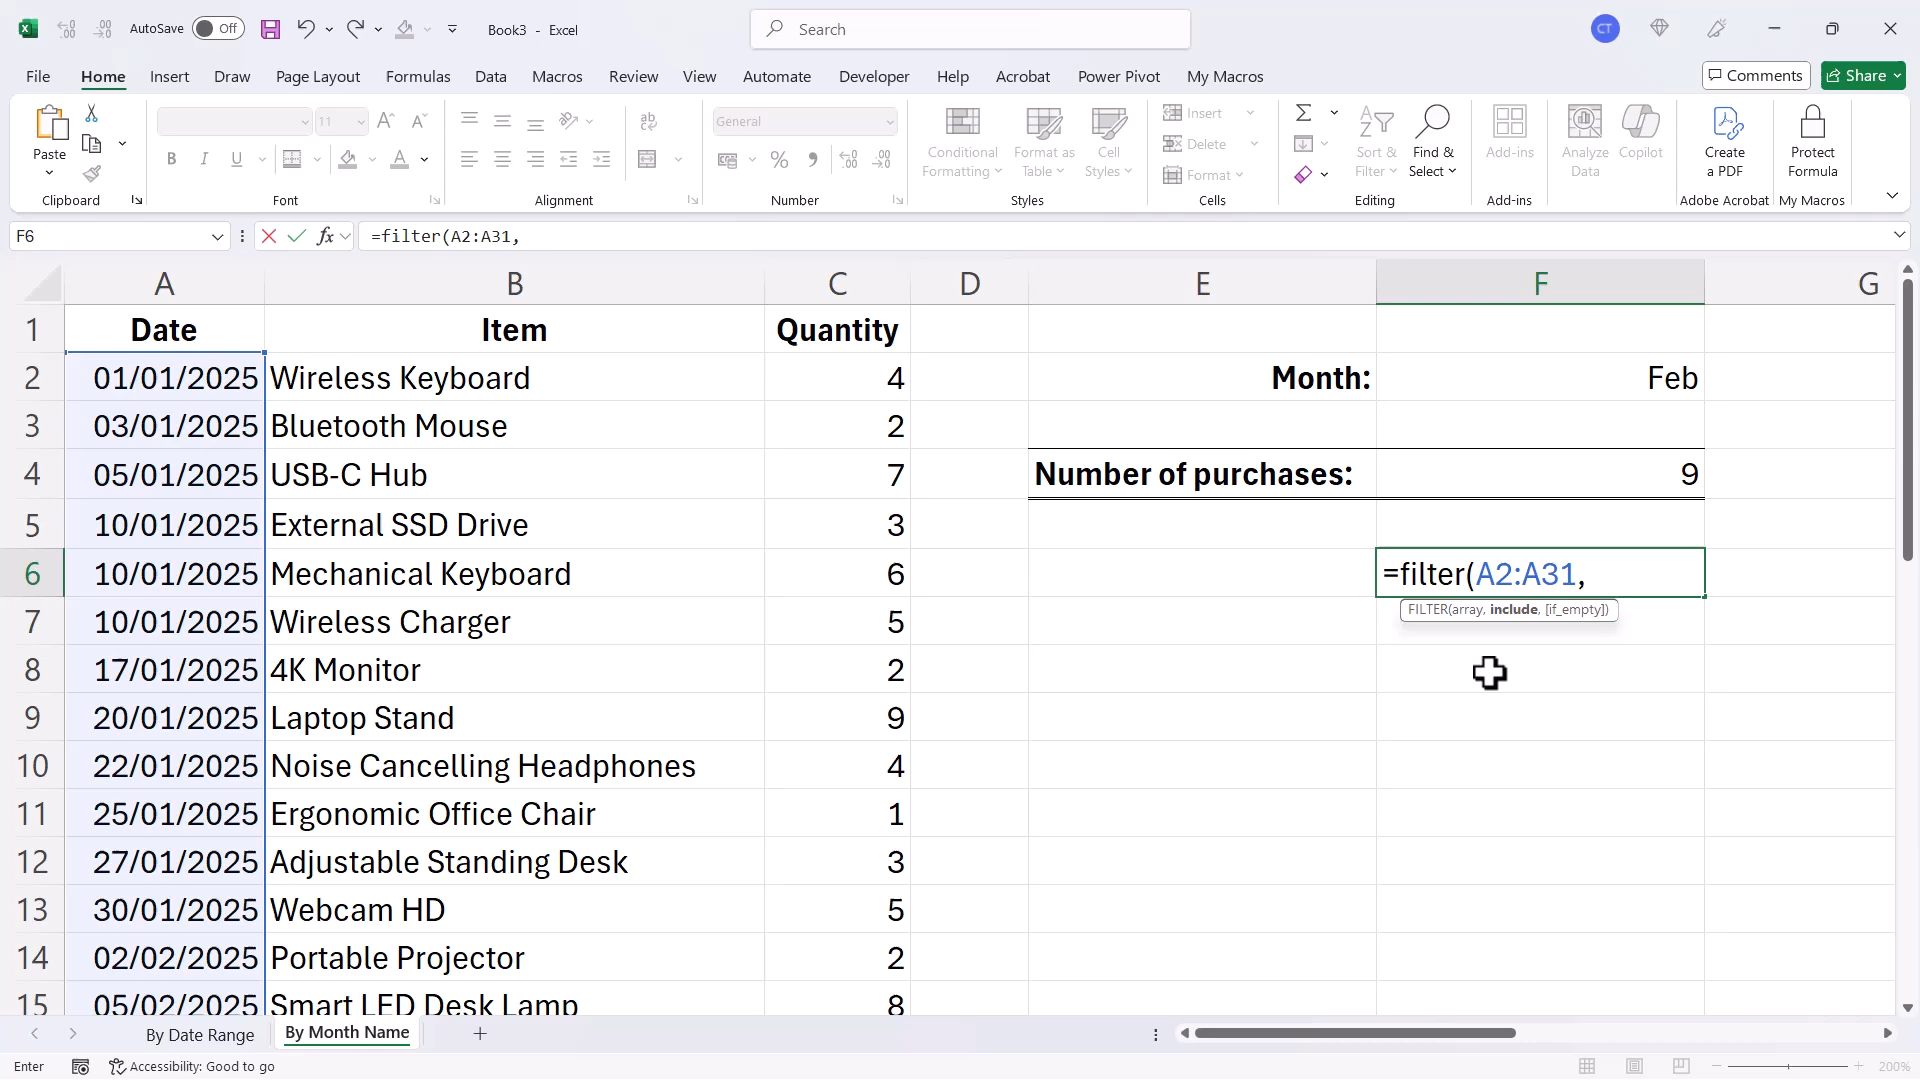 AutoSave Off Book3 - Excel Search CT
File Home Insert Draw Page Layout Formulas Data Macros Review View Automate Developer Help Acrobat Power Pivot My Macros Comments Share
Paste 11 General Conditional Formatting Format as Table Cell Styles Insert Delete Format Sort & Filter Find & Select Add-ins Analyze Data Copilot Create a PDF Protect Formula
Clipboard Font Alignment Number Styles Cells Editing Add-ins Adobe Acrobat My Macros
F6 fx =filter(A2:A31,
A B C D E F G
1 Date Item Quantity
2 01/01/2025 Wireless Keyboard 4 Month: Feb
3 03/01/2025 Bluetooth Mouse 2
4 05/01/2025 USB-C Hub 7 Number of purchases: 9
5 10/01/2025 External SSD Drive 3
6 10/01/2025 Mechanical Keyboard 6 =filter(A2:A31,
FILTER(array, include, [if_empty])
7 10/01/2025 Wireless Charger 5
8 17/01/2025 4K Monitor 2
9 20/01/2025 Laptop Stand 9
10 22/01/2025 Noise Cancelling Headphones 4
11 25/01/2025 Ergonomic Office Chair 1
12 27/01/2025 Adjustable Standing Desk 3
13 30/01/2025 Webcam HD 5
14 02/02/2025 Portable Projector 2
15 05/02/2025 Smart LED Desk Lamp 8
By Date Range By Month Name
Enter Accessibility: Good to go 200%